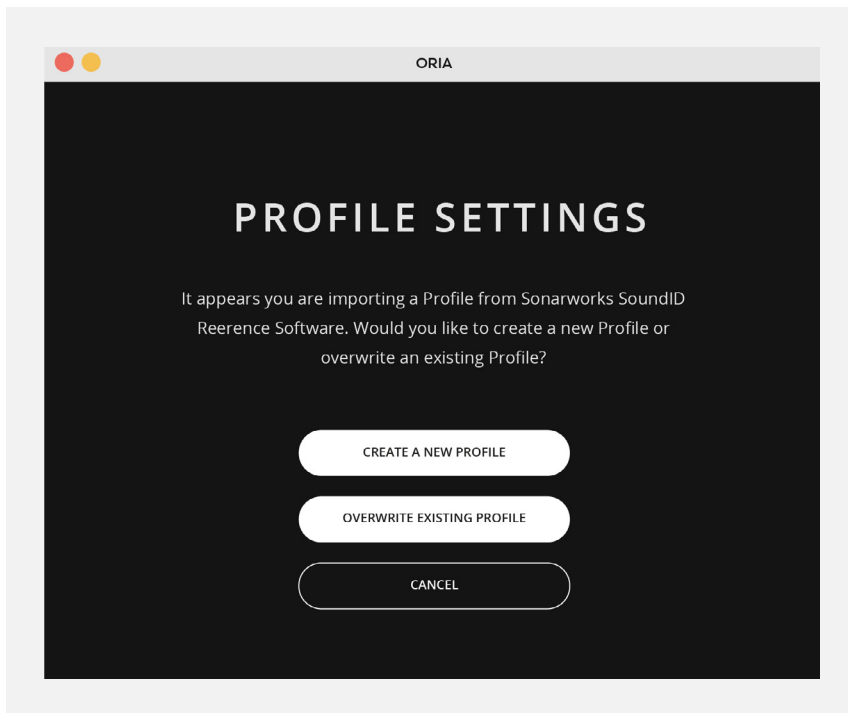 ORIA
PROFILE SETTINGS
It appears you are importing a Profile from Sonarworks SoundID
Reerence Software. Would you like to create a new Profile or
overwrite an existing Profile?
CREATE A NEW PROFILE
OVERWRITE EXISTING PROFILE
CANCEL